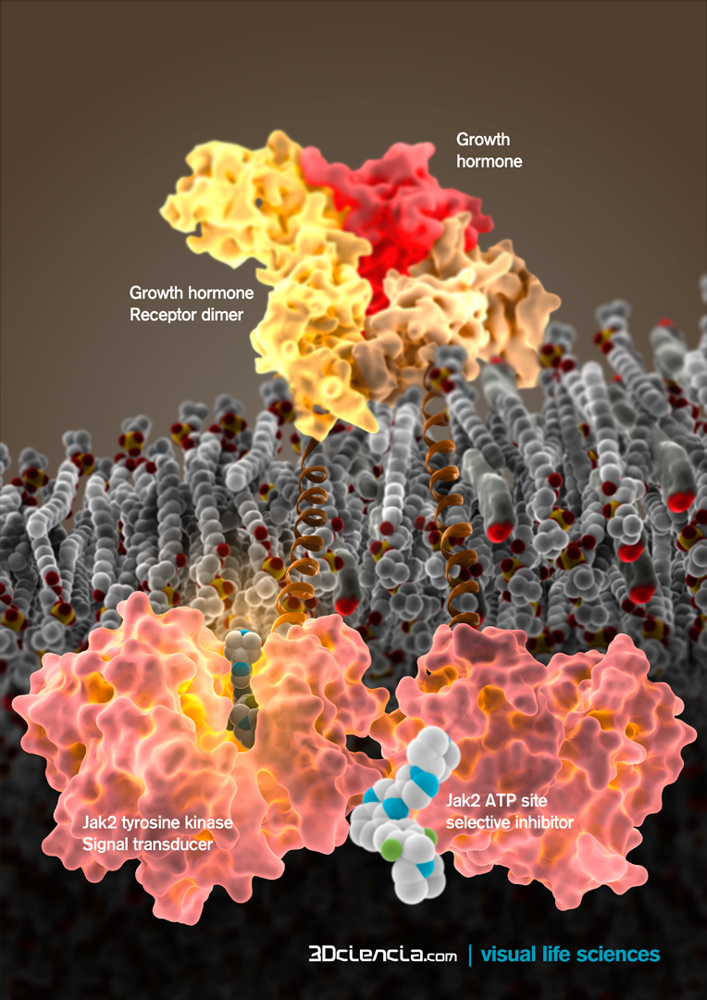 Growth
hormone
Growth hormone
Receptor dimer
Jak2 tyrosine kinase
Signal transducer
Jak2 ATP site
selective inhibitor
3Dciencia.com | visual life sciences